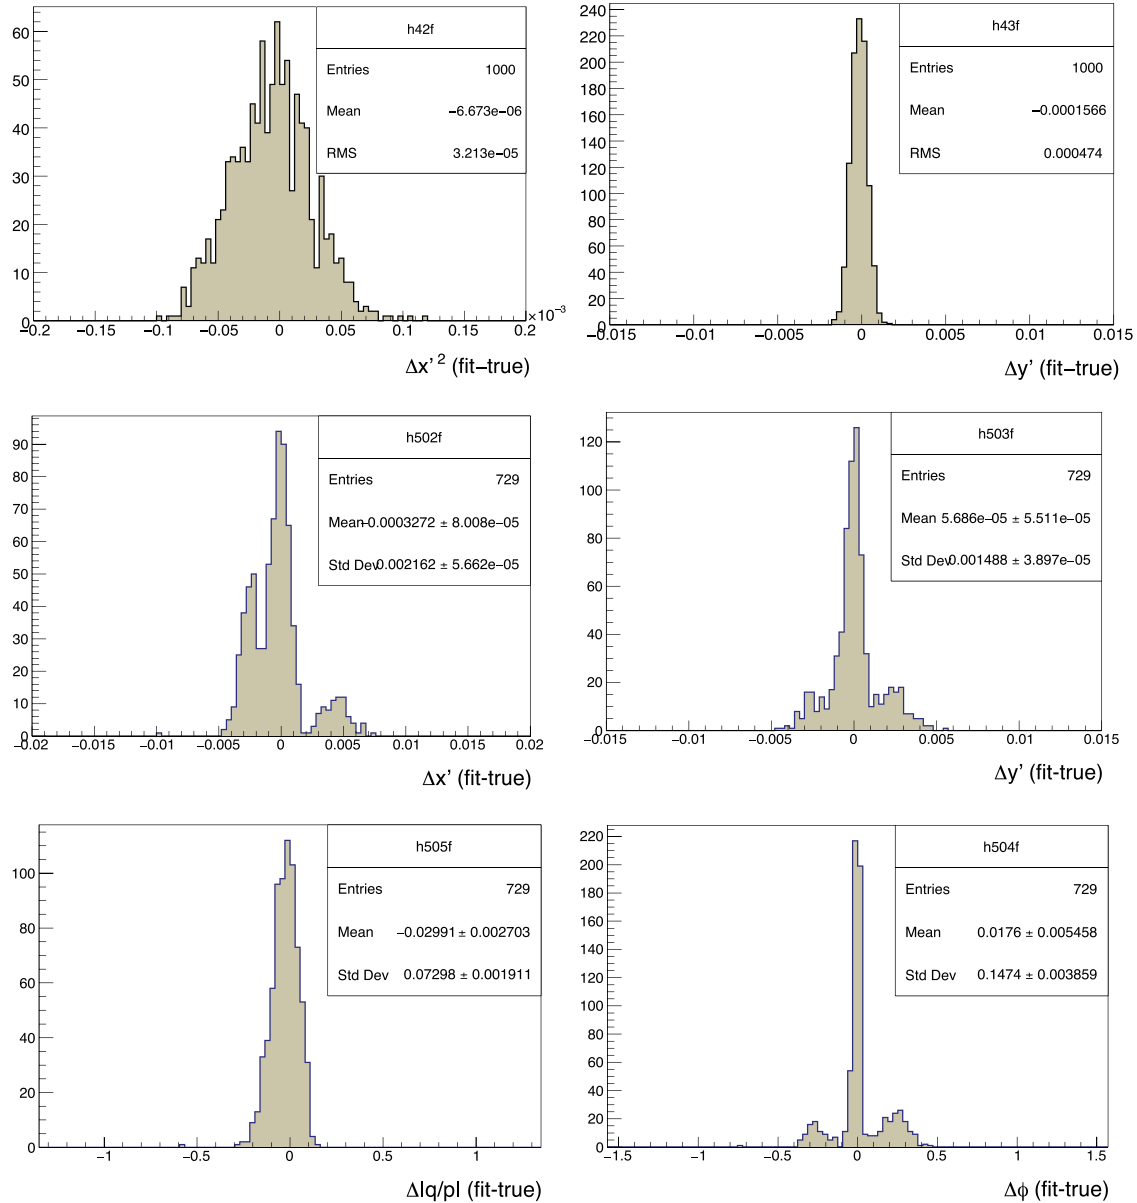 h42f
Entries 1000
Mean −6.673e−06
RMS 3.213e−05
60
50
40
30
20
10
0
−0.2 −0.15 −0.1 −0.05 0 0.05 0.1 0.15 0.2
×10−3
Δx’ 2 (fit−true)
h43f
Entries 1000
Mean −0.0001566
RMS 0.000474
240
220
200
180
160
140
120
100
80
60
40
20
0
−0.015 −0.01 −0.005 0 0.005 0.01 0.015
Δy’ (fit−true)
h502f
Entries 729
Mean −0.0003272 ± 8.008e−05
Std Dev 0.002162 ± 5.662e−05
90
80
70
60
50
40
30
20
10
0
−0.02 −0.015 −0.01 −0.005 0 0.005 0.01 0.015 0.02
Δx’ (fit-true)
h503f
Entries 729
Mean 5.686e−05 ± 5.511e−05
Std Dev 0.001488 ± 3.897e−05
120
100
80
60
40
20
0
−0.015 −0.01 −0.005 0 0.005 0.01 0.015
Δy’ (fit-true)
h505f
Entries 729
Mean −0.02991 ± 0.002703
Std Dev 0.07298 ± 0.001911
100
80
60
40
20
0
−1 −0.5 0 0.5 1
Δlq/pl (fit-true)
h504f
Entries 729
Mean 0.0176 ± 0.005458
Std Dev 0.1474 ± 0.003859
220
200
180
160
140
120
100
80
60
40
20
0
−1.5 −1 −0.5 0 0.5 1 1.5
Δϕ (fit-true)